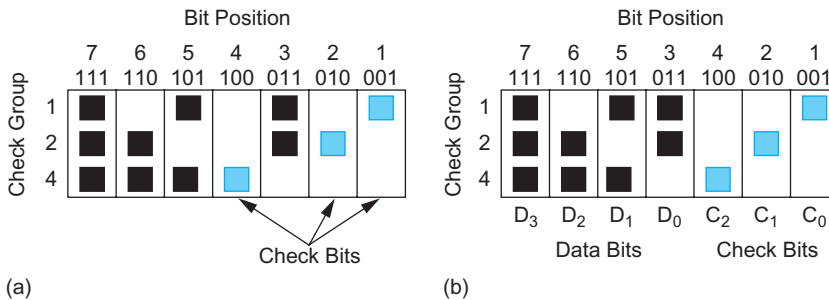 Bit Position
7 6 5 4 3 2 1
111 110 101 100 011 010 001
Check Group
1
2
4
Check Bits
(a)
Bit Position
7 6 5 3 4 2 1
111 110 101 011 100 010 001
Check Group
1
2
4
D3 D2 D1 D0 C2 C1 C0
Data Bits Check Bits
(b)